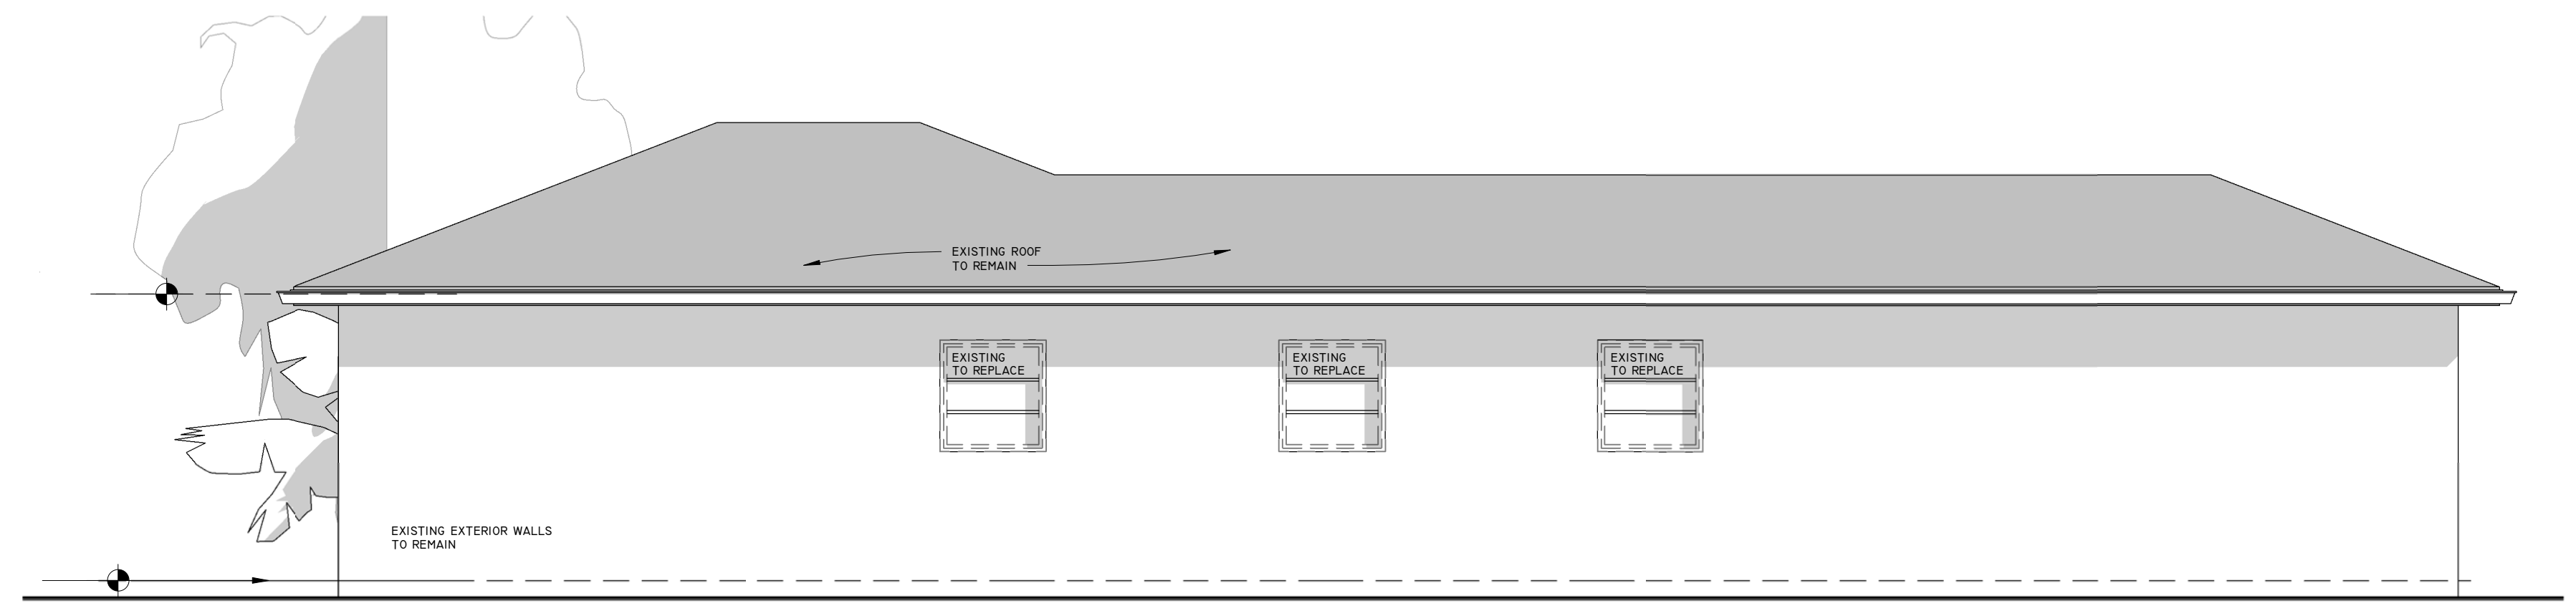 EXISTING ROOF
TO REMAIN
EXISTING
TO REPLACE
EXISTING
TO REPLACE
EXISTING
TO REPLACE
EXISTING EXTERIOR WALLS
TO REMAIN